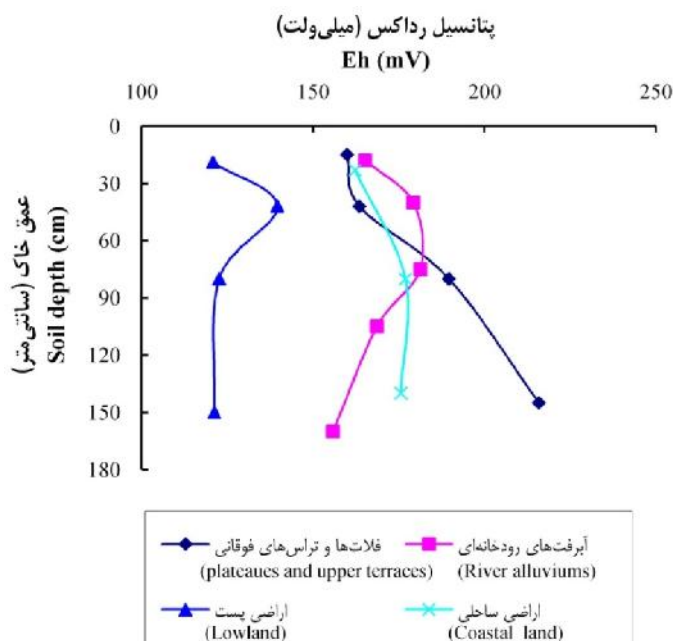 پتانسیل رداکس (میلی‌ولت)
Eh (mV)
100 150 200 250
0
30
60
90
120
150
180
عمق خاک (سانتی‌متر)
Soil depth (cm)
فلات‌ها و تراس‌های فوقانی
(plateaues and upper terraces)
آبرفت‌های رودخانه‌ای
(River alluviums)
اراضی پست
(Lowland)
اراضی ساحلی
(Coastal land)